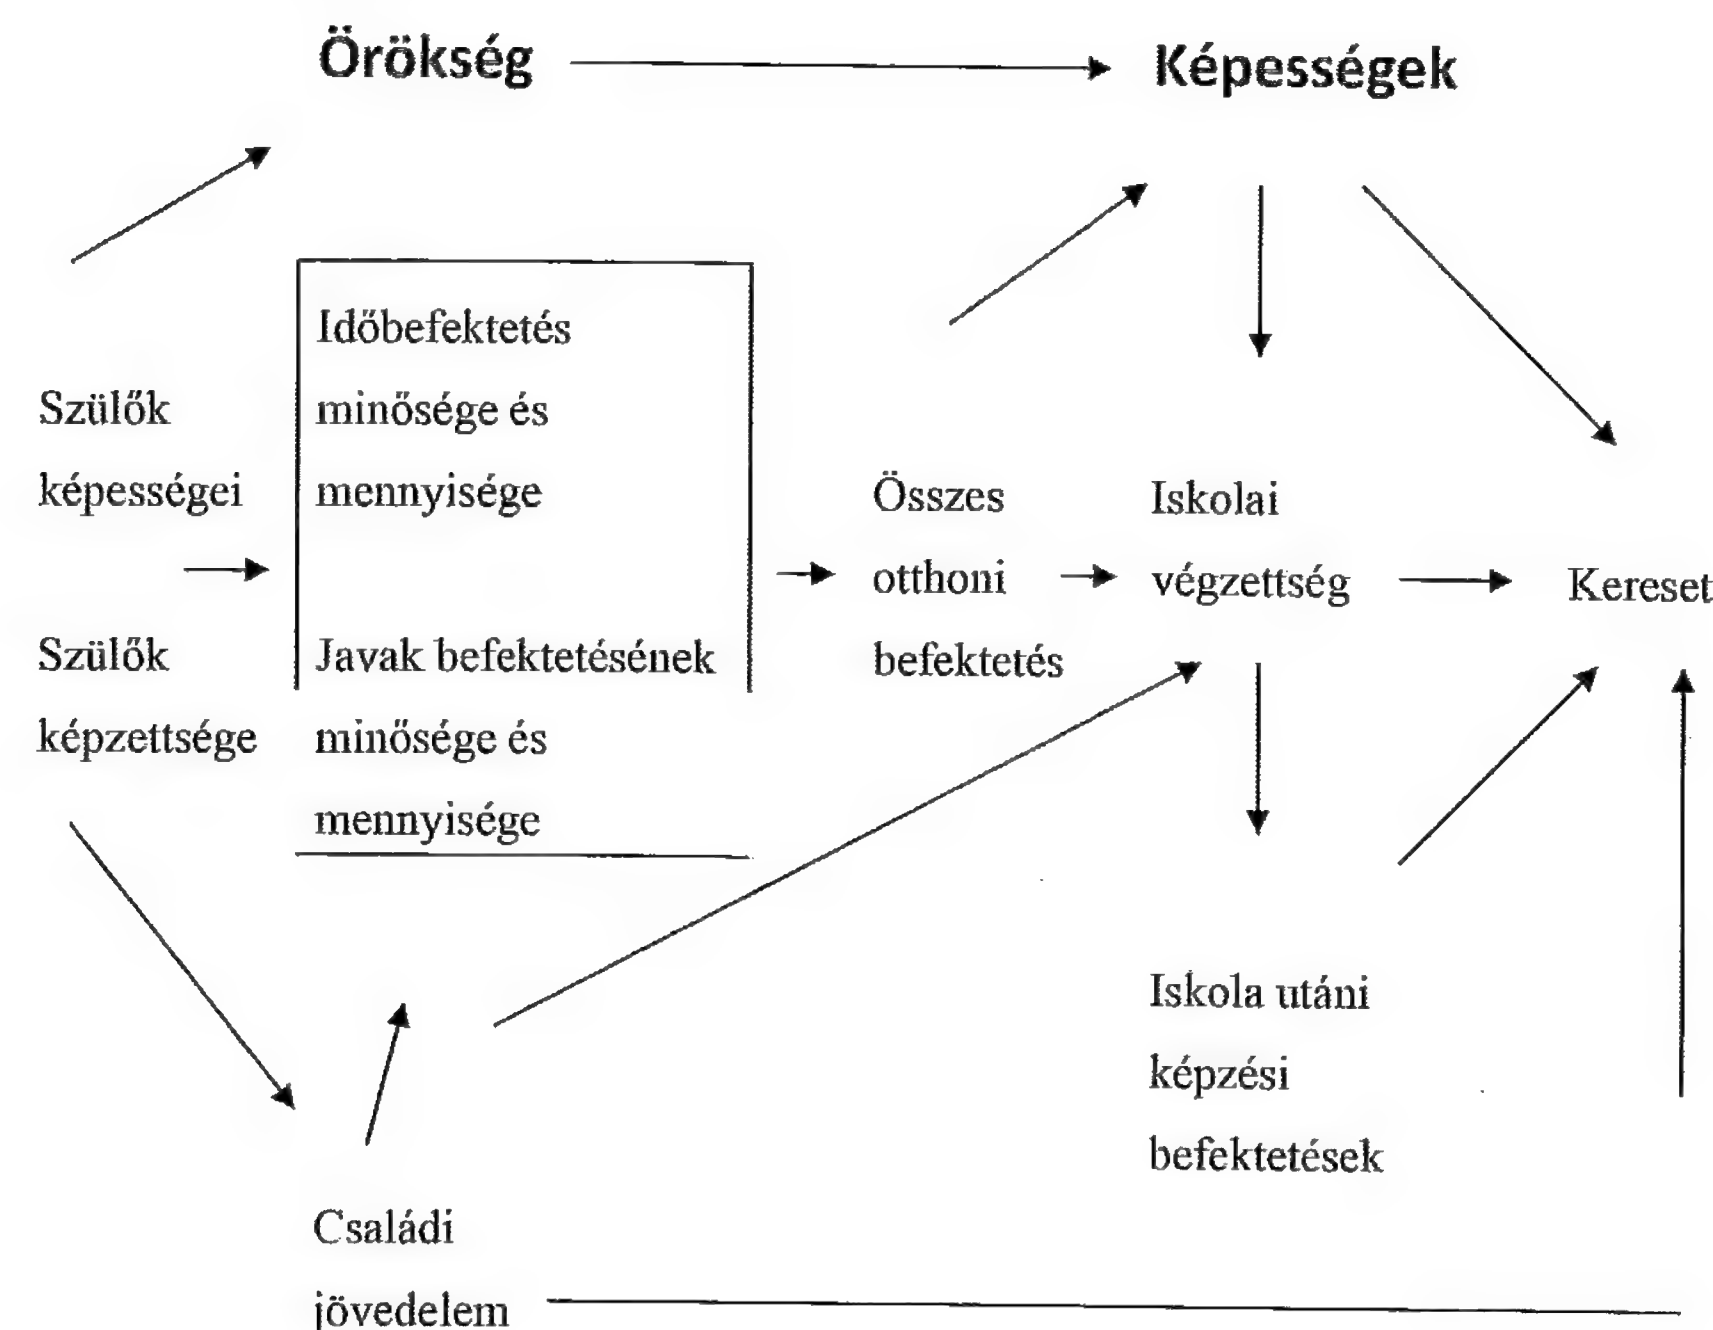 Örökség
Képességek
Szülők
képességei
Szülők
képzettsége
Időbefektetés
minősége és
mennyisége
Javak befektetésének
minősége és
mennyisége
Összes
otthoni
befektetés
Iskolai
végzettség
Kereset
Iskola utáni
képzési
befektetések
Családi
jövedelem